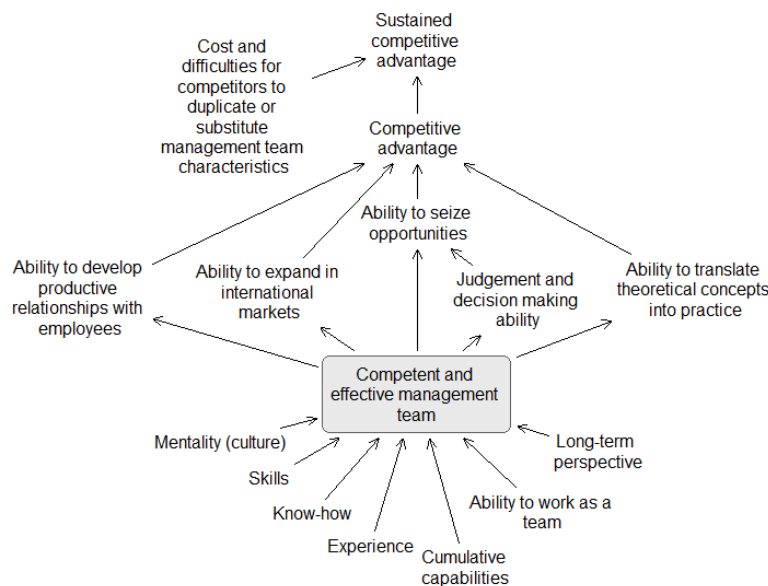 Sustained
competitive
advantage
Cost and
difficulties for
competitors to
duplicate or
substitute
management team
characteristics
Competitive
advantage
Ability to seize
opportunities
Ability to develop
productive
relationships with
employees
Ability to expand in
international
markets
Judgement and
decision making
ability
Ability to translate
theoretical concepts
into practice
Competent and
effective management
team
Mentality (culture)
Skills
Know-how
Experience
Cumulative
capabilities
Ability to work as a
team
Long-term
perspective